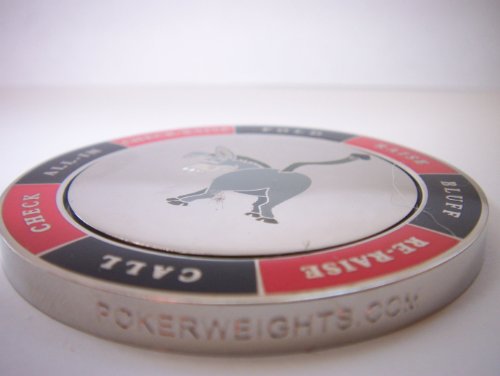 CHECK
ALL-IN
FOLD
RAISE
BLUFF
RE-RAISE
CALL
POKERWEIGHTS.COM